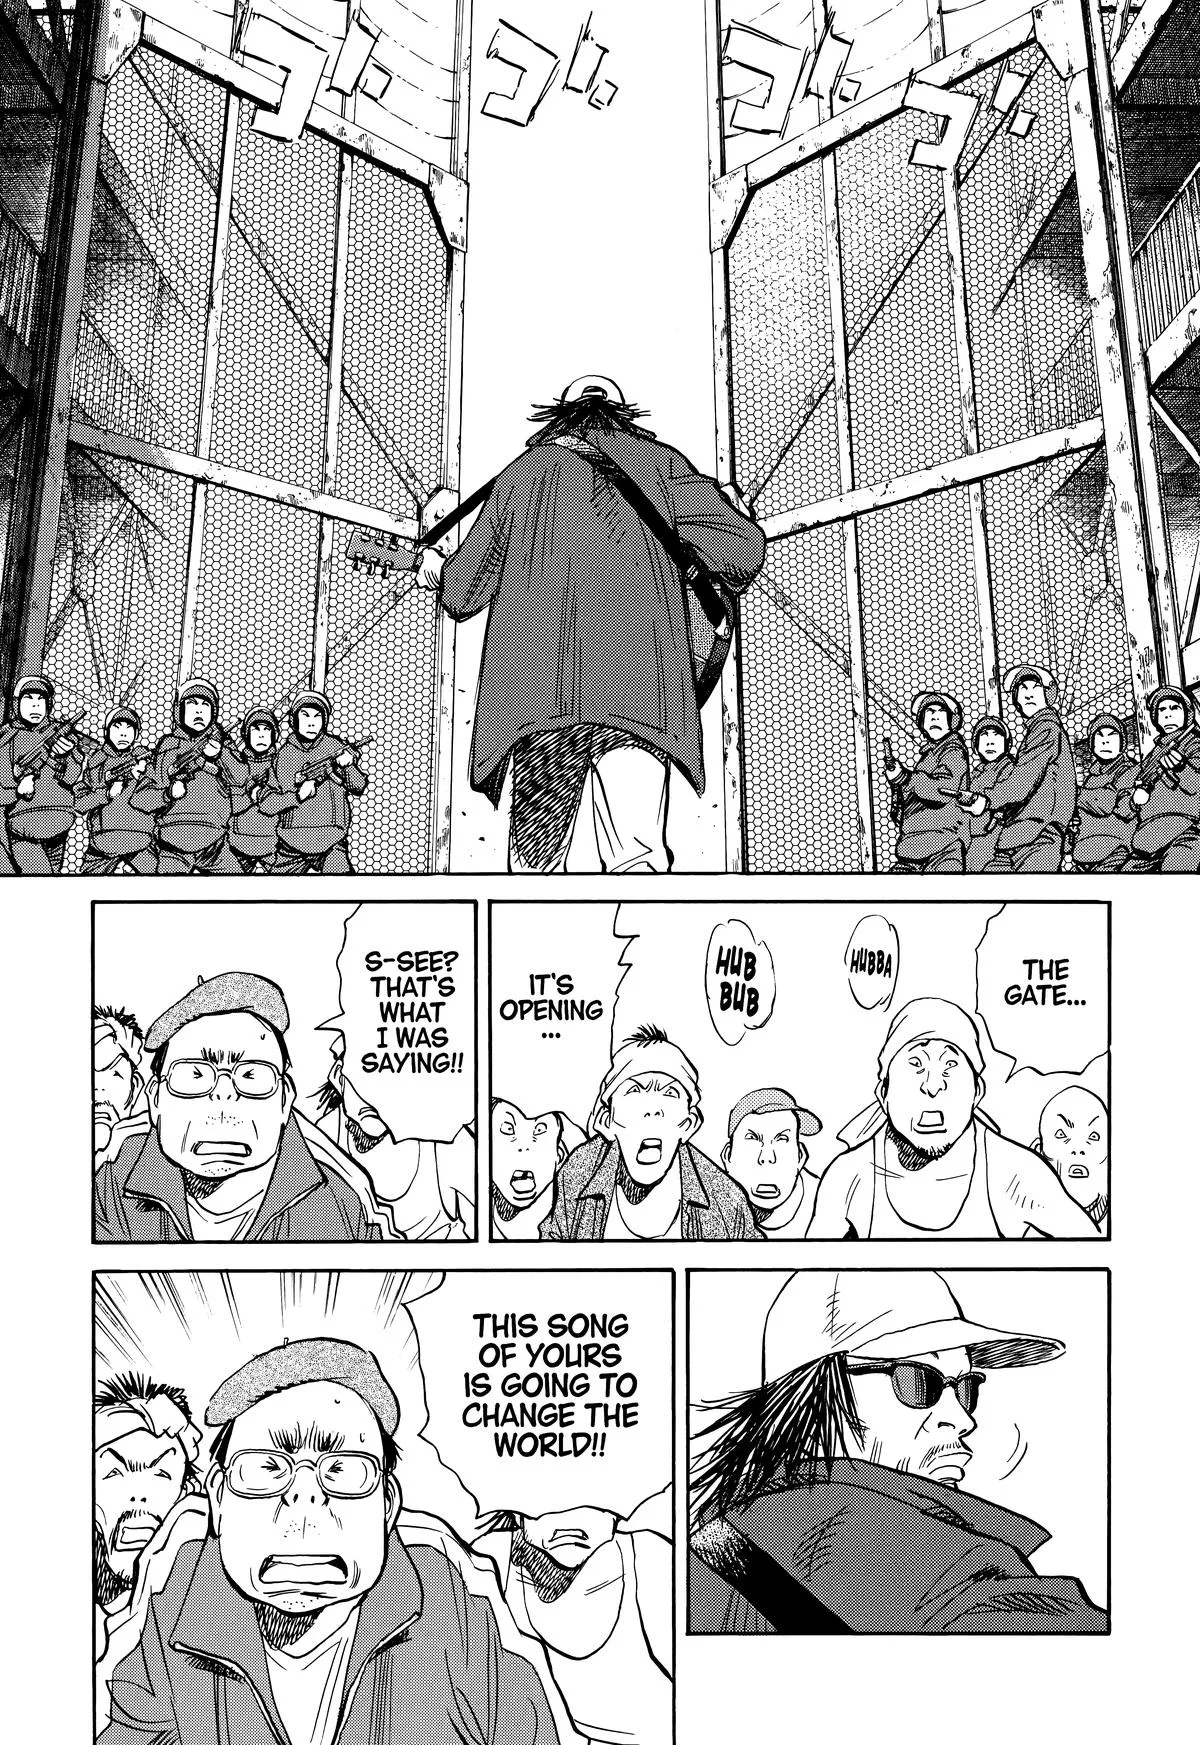 ゴゴ ゴゴ ゴゴ ゴゴ
THE
GATE...
HUBBA
HUB
BUB
IT'S
OPENING
...
S-SEE?
THAT'S
WHAT
I WAS
SAYING!!
THIS SONG
OF YOURS
IS GOING TO
CHANGE THE
WORLD!!